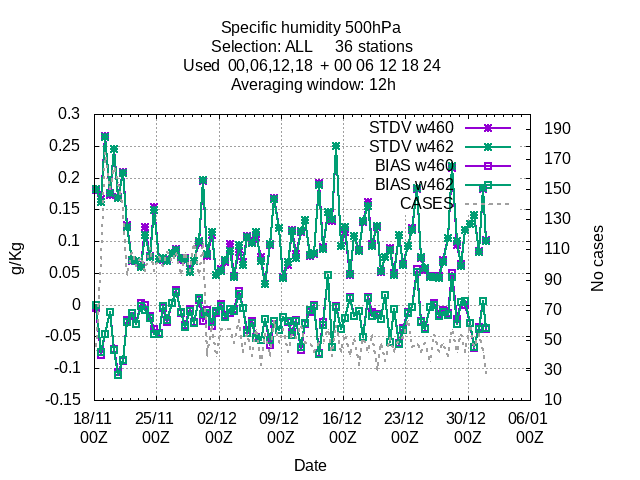 Specific humidity 500hPa
Selection: ALL 36 stations
Used 00,06,12,18 + 00 06 12 18 24
Averaging window: 12h
STDV w460
STDV w462
BIAS w460
BIAS w462
CASES
g/Kg
0.3
0.25
0.2
0.15
0.1
0.05
0
-0.05
-0.1
-0.15
190
170
150
130
110
90
70
50
30
10
No cases
18/11 25/11 02/12 09/12 16/12 23/12 30/12 06/01
00Z 00Z 00Z 00Z 00Z 00Z 00Z 00Z
Date